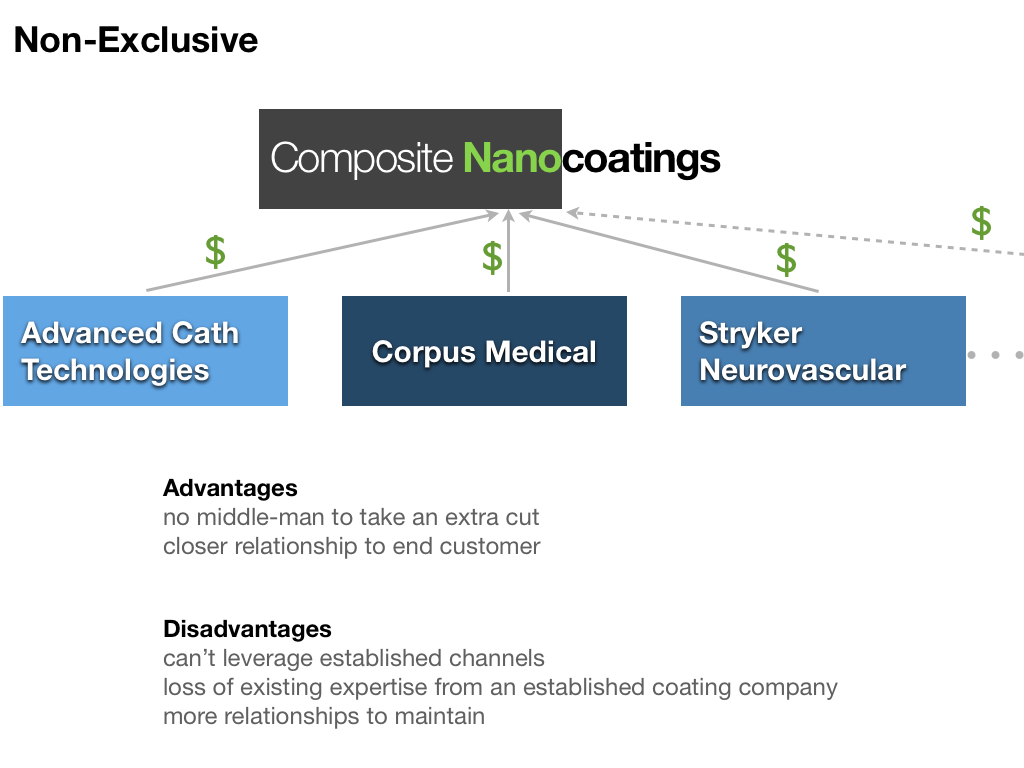 Non-Exclusive
Composite Nanocoatings
$
$
$
$
Advanced Cath
Technologies
Corpus Medical
Stryker
Neurovascular
Advantages
no middle-man to take an extra cut
closer relationship to end customer
Disadvantages
can’t leverage established channels
loss of existing expertise from an established coating company
more relationships to maintain